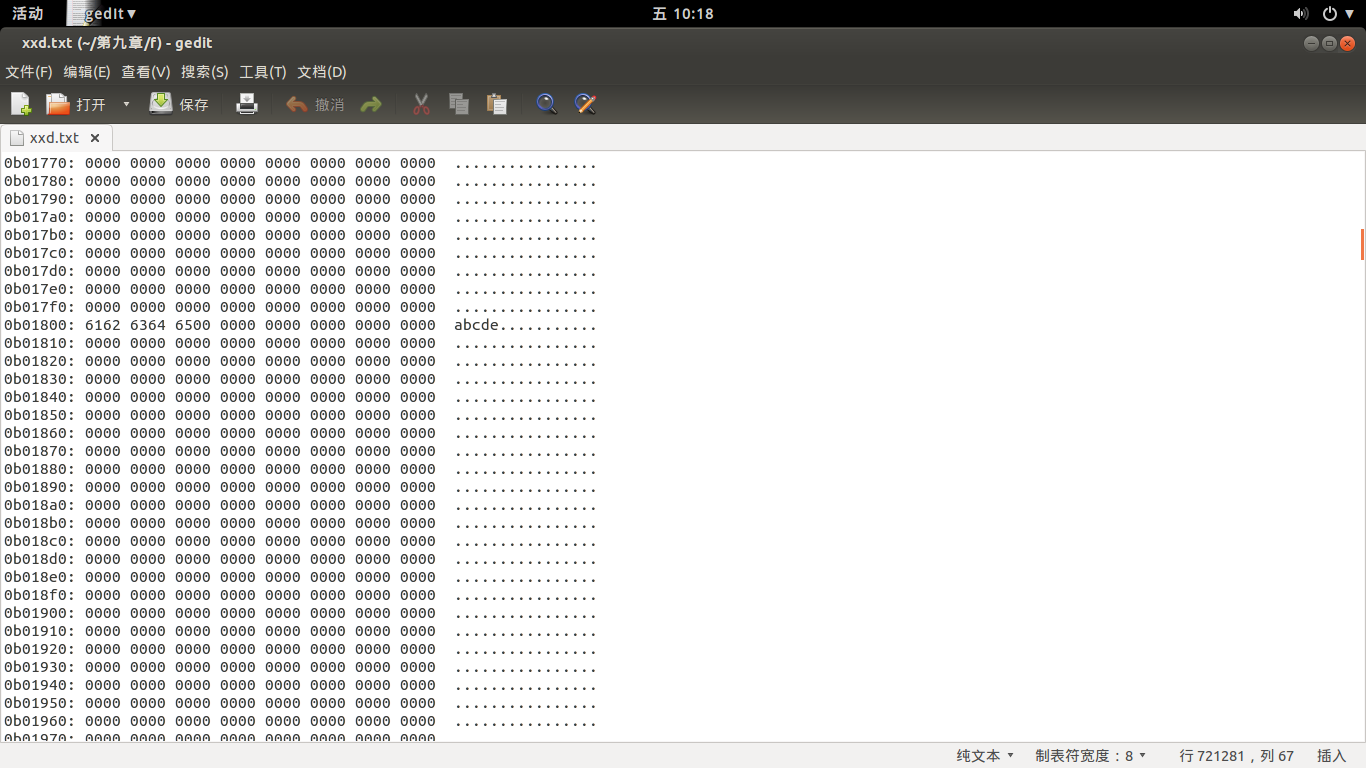 活动 gedit▼ 五 10:18
xxd.txt (~/第九章/f) - gedit
文件(F) 编辑(E) 查看(V) 搜索(S) 工具(T) 文档(D)
打开 保存 撤消
xxd.txt
0b01770: 0000 0000 0000 0000 0000 0000 0000 0000  ................
0b01780: 0000 0000 0000 0000 0000 0000 0000 0000  ................
0b01790: 0000 0000 0000 0000 0000 0000 0000 0000  ................
0b017a0: 0000 0000 0000 0000 0000 0000 0000 0000  ................
0b017b0: 0000 0000 0000 0000 0000 0000 0000 0000  ................
0b017c0: 0000 0000 0000 0000 0000 0000 0000 0000  ................
0b017d0: 0000 0000 0000 0000 0000 0000 0000 0000  ................
0b017e0: 0000 0000 0000 0000 0000 0000 0000 0000  ................
0b017f0: 0000 0000 0000 0000 0000 0000 0000 0000  ................
0b01800: 6162 6364 6500 0000 0000 0000 0000 0000  abcde...........
0b01810: 0000 0000 0000 0000 0000 0000 0000 0000  ................
0b01820: 0000 0000 0000 0000 0000 0000 0000 0000  ................
0b01830: 0000 0000 0000 0000 0000 0000 0000 0000  ................
0b01840: 0000 0000 0000 0000 0000 0000 0000 0000  ................
0b01850: 0000 0000 0000 0000 0000 0000 0000 0000  ................
0b01860: 0000 0000 0000 0000 0000 0000 0000 0000  ................
0b01870: 0000 0000 0000 0000 0000 0000 0000 0000  ................
0b01880: 0000 0000 0000 0000 0000 0000 0000 0000  ................
0b01890: 0000 0000 0000 0000 0000 0000 0000 0000  ................
0b018a0: 0000 0000 0000 0000 0000 0000 0000 0000  ................
0b018b0: 0000 0000 0000 0000 0000 0000 0000 0000  ................
0b018c0: 0000 0000 0000 0000 0000 0000 0000 0000  ................
0b018d0: 0000 0000 0000 0000 0000 0000 0000 0000  ................
0b018e0: 0000 0000 0000 0000 0000 0000 0000 0000  ................
0b018f0: 0000 0000 0000 0000 0000 0000 0000 0000  ................
0b01900: 0000 0000 0000 0000 0000 0000 0000 0000  ................
0b01910: 0000 0000 0000 0000 0000 0000 0000 0000  ................
0b01920: 0000 0000 0000 0000 0000 0000 0000 0000  ................
0b01930: 0000 0000 0000 0000 0000 0000 0000 0000  ................
0b01940: 0000 0000 0000 0000 0000 0000 0000 0000  ................
0b01950: 0000 0000 0000 0000 0000 0000 0000 0000  ................
0b01960: 0000 0000 0000 0000 0000 0000 0000 0000  ................
0b01970: 0000 0000 0000 0000 0000 0000 0000 0000
纯文本 制表符宽度：8 行 721281，列 67 插入